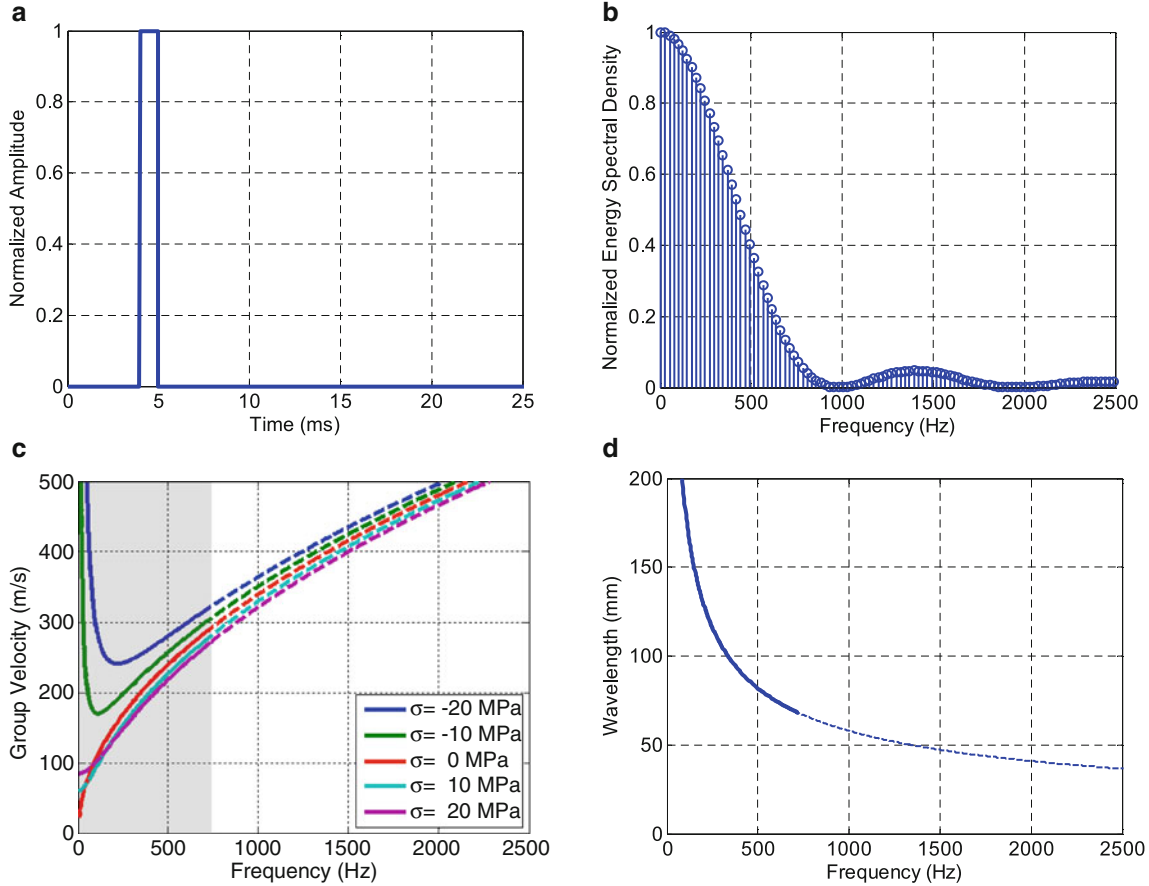 a
1
0.8
0.6
0.4
0.2
0
Normalized Amplitude
0 5 10 15 20 25
Time (ms)
b
1
0.8
0.6
0.4
0.2
0
Normalized Energy Spectral Density
0 500 1000 1500 2000 2500
Frequency (Hz)
c
500
400
300
200
100
0
Group Velocity (m/s)
σ= -20 MPa
σ= -10 MPa
σ= 0 MPa
σ= 10 MPa
σ= 20 MPa
0 500 1000 1500 2000 2500
Frequency (Hz)
d
200
150
100
50
0
Wavelength (mm)
0 500 1000 1500 2000 2500
Frequency (Hz)